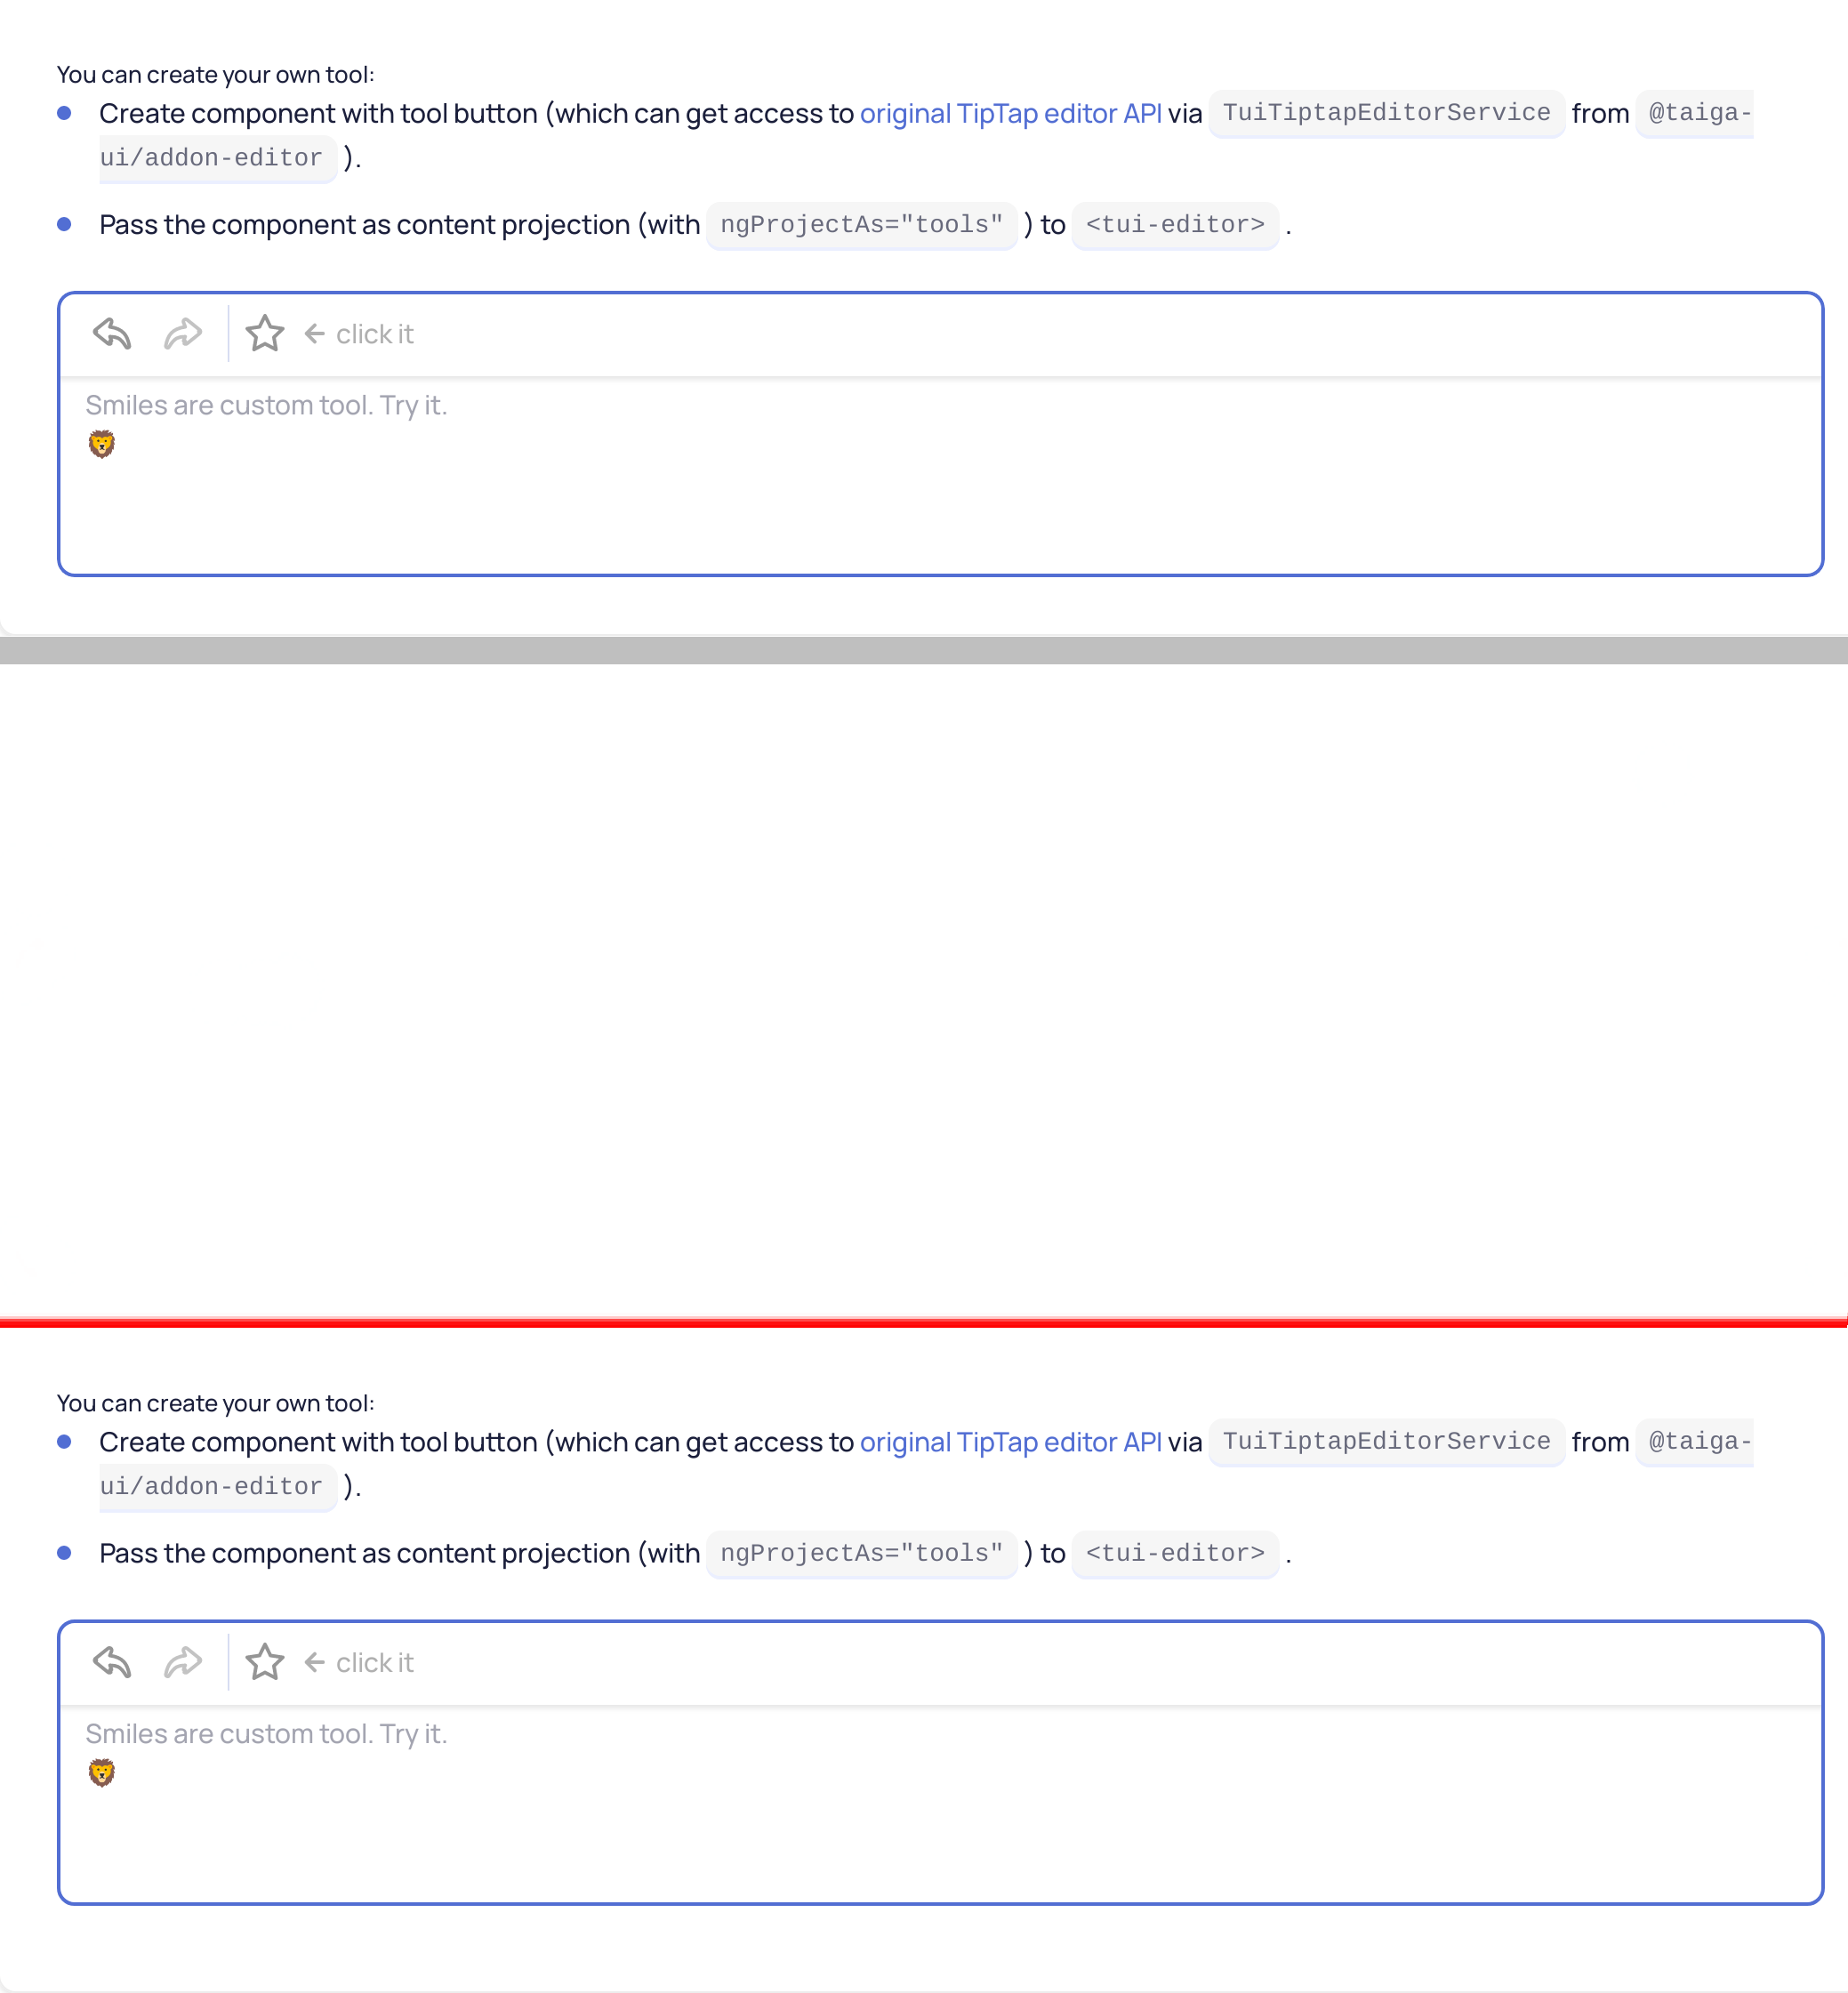 You can create your own tool:
Create component with tool button (which can get access to original TipTap editor API via TuiTiptapEditorService from @taiga-
ui/addon-editor ).
Pass the component as content projection (with ngProjectAs="tools" ) to <tui-editor> .
← click it
Smiles are custom tool. Try it.
🦁
You can create your own tool:
Create component with tool button (which can get access to original TipTap editor API via TuiTiptapEditorService from @taiga-
ui/addon-editor ).
Pass the component as content projection (with ngProjectAs="tools" ) to <tui-editor> .
← click it
Smiles are custom tool. Try it.
🦁